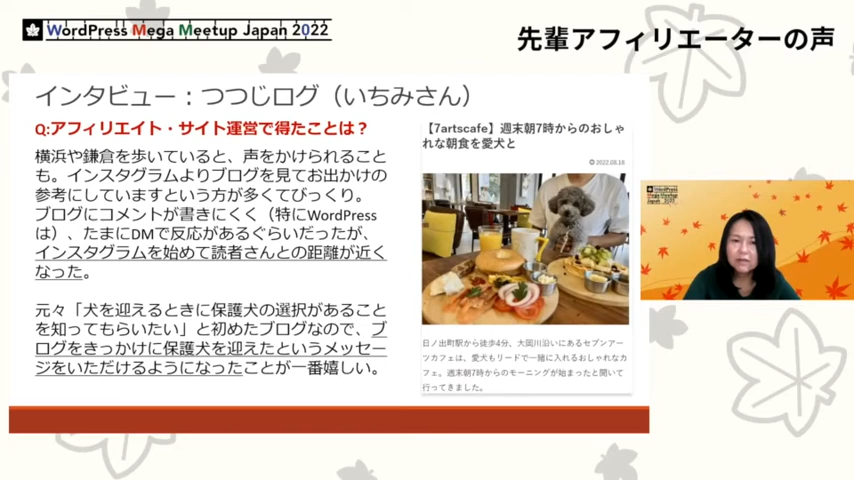 WordPress Mega Meetup Japan 2022
先輩アフィリエーターの声
インタビュー：つつじログ（いちみさん）
Q:アフィリエイト・サイト運営で得たことは？
横浜や鎌倉を歩いていると、声をかけられること
も。インスタグラムよりブログを見てお出かけの
参考にしていますという方が多くてびっくり。
ブログにコメントが書きにくく（特にWordPress
は）、たまにDMで反応があるぐらいだったが、
インスタグラムを始めて読者さんとの距離が近く
なった。
元々「犬を迎えるときに保護犬の選択があること
を知ってもらいたい」と初めたブログなので、ブ
ログをきっかけに保護犬を迎えたというメッセー
ジをいただけるようになったことが一番嬉しい。
【7artscafe】週末朝7時からのおしゃ
れな朝食を愛犬と
2022.08.16
日ノ出町駅から徒歩4分、大岡川沿いにあるセブンアー
ツカフェは、愛犬もリードで一緒に入れるおしゃれなカ
フェ。週末朝7時からのモーニングが始まったと聞いて
行ってきました。
WordPress
Mega Meetup
Japan 2022